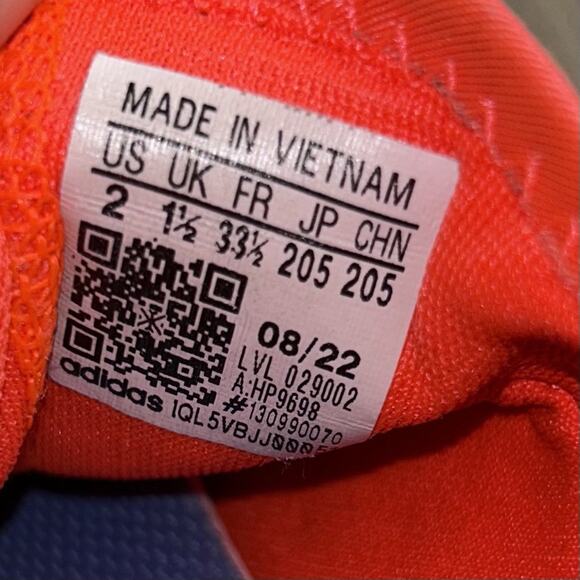 MADE IN VIETNAM
US UK FR JP CHN
2 1½ 33½ 205 205
08/22
LVL 029002
A:HP9698
#130990070
adidas IQL5VBJJ000